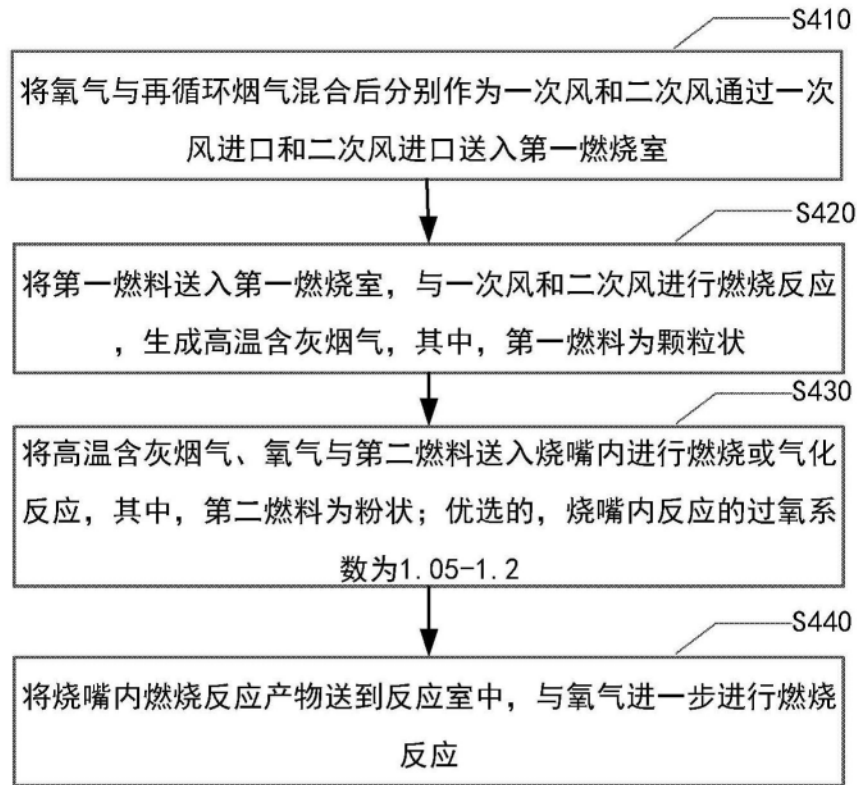 S410
将氧气与再循环烟气混合后分别作为一次风和二次风通过一次
风进口和二次风进口送入第一燃烧室
S420
将第一燃料送入第一燃烧室，与一次风和二次风进行燃烧反应
，生成高温含灰烟气，其中，第一燃料为颗粒状
S430
将高温含灰烟气、氧气与第二燃料送入烧嘴内进行燃烧或气化
反应，其中，第二燃料为粉状；优选的，烧嘴内反应的过氧系
数为1.05-1.2
S440
将烧嘴内燃烧反应产物送到反应室中，与氧气进一步进行燃烧
反应